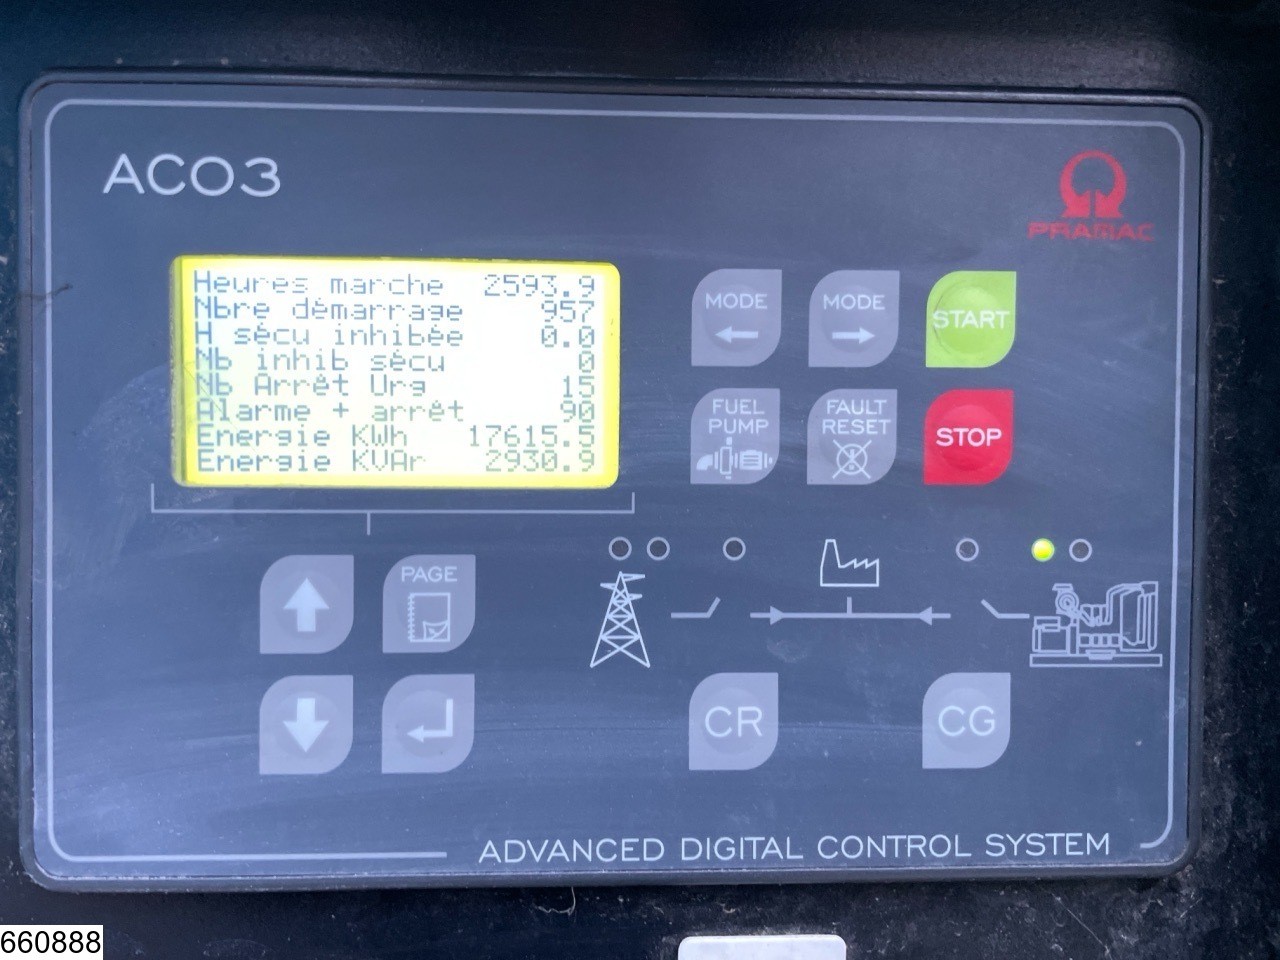 ACO3
PRAMAC
Heures marche 2593.9
Nbre démarrage 957
H sécu inhibée 0.0
Nb inhib sécu 0
Nb Arrêt Urg 15
Alarme + arrêt 90
Energie KWh 17615.5
Energie KVAr 2930.9
MODE
MODE
START
FUEL PUMP
FAULT RESET
STOP
PAGE
CR
CG
ADVANCED DIGITAL CONTROL SYSTEM
660888